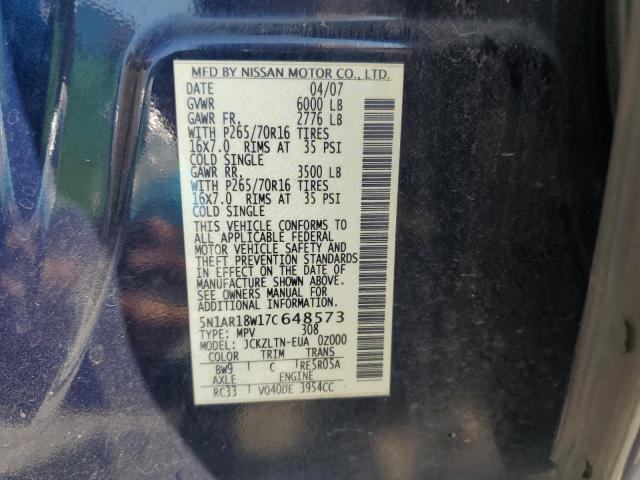 MFD BY NISSAN MOTOR CO., LTD.
DATE 04/07
GVWR 6000 LB
GAWR FR. 2776 LB
WITH P265/70R16 TIRES
16X7.0 RIMS AT 35 PSI
COLD SINGLE
GAWR RR. 3500 LB
WITH P265/70R16 TIRES
16X7.0 RIMS AT 35 PSI
COLD SINGLE
THIS VEHICLE CONFORMS TO
ALL APPLICABLE FEDERAL
MOTOR VEHICLE SAFETY AND
THEFT PREVENTION STANDARDS
IN EFFECT ON THE DATE OF
MANUFACTURE SHOWN ABOVE.
SEE OWNERS MANUAL FOR
ADDITIONAL INFORMATION.
5N1AR18W17C648573
TYPE: MPV 308
MODEL: JCKZLTN-EUA 0Z000
COLOR TRIM TRANS
BW9 C RE5R05A
AXLE ENGINE
RC33 VQ40DE 3954CC